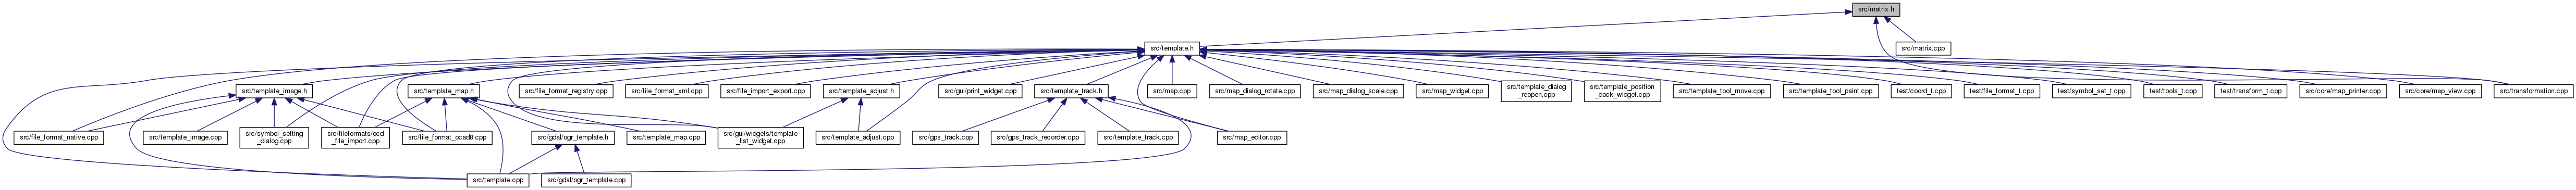 src/matrix.h
src/template.h
src/matrix.cpp
src/template_image.h
src/template_map.h
src/file_format_registry.cpp
src/file_format_xml.cpp
src/file_import_export.cpp
src/template_adjust.h
src/gui/print_widget.cpp
src/template_track.h
src/map.cpp
src/map_dialog_rotate.cpp
src/map_dialog_scale.cpp
src/map_widget.cpp
src/template_dialog
_reopen.cpp
src/template_position
_dock_widget.cpp
src/template_tool_move.cpp
src/template_tool_paint.cpp
test/coord_t.cpp
test/file_format_t.cpp
test/symbol_set_t.cpp
test/tools_t.cpp
test/transform_t.cpp
src/core/map_printer.cpp
src/core/map_view.cpp
src/transformation.cpp
src/file_format_native.cpp
src/template_image.cpp
src/symbol_setting
_dialog.cpp
src/fileformats/ocd
_file_import.cpp
src/file_format_ocad8.cpp
src/gdal/ogr_template.h
src/template_map.cpp
src/gui/widgets/template
_list_widget.cpp
src/template_adjust.cpp
src/gps_track.cpp
src/gps_track_recorder.cpp
src/template_track.cpp
src/map_editor.cpp
src/template.cpp
src/gdal/ogr_template.cpp